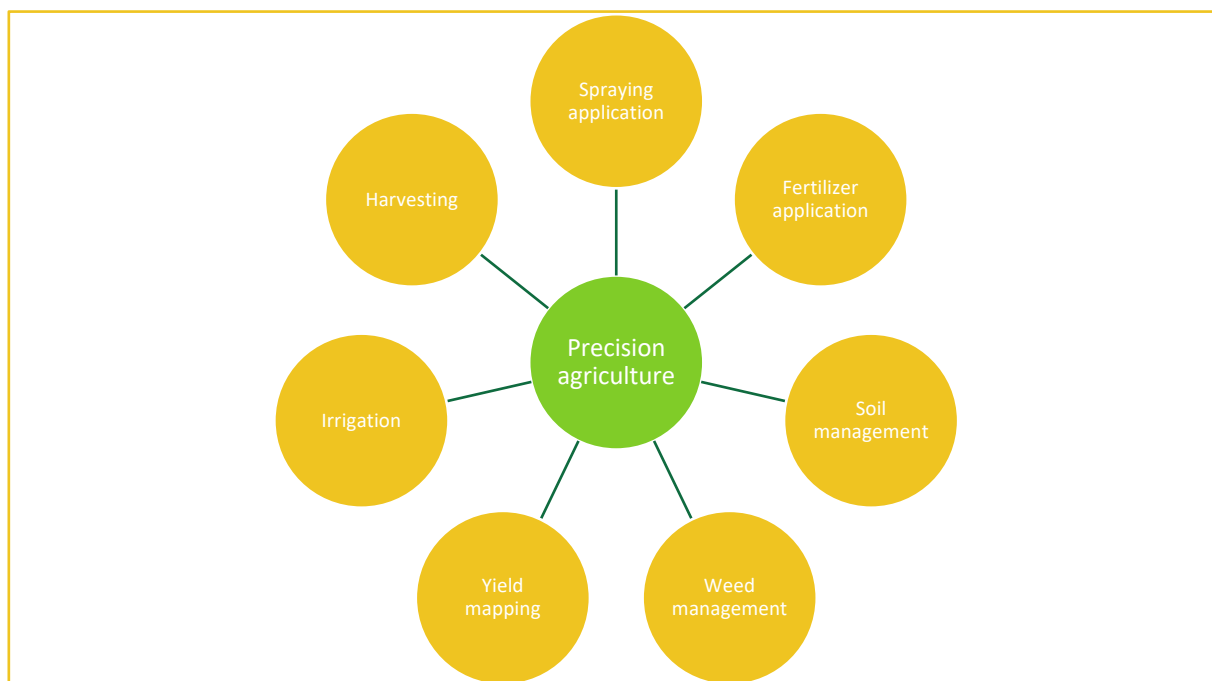 Spraying
application
Fertilizer
application
Harvesting
Precision
agriculture
Soil
management
Irrigation
Yield
mapping
Weed
management